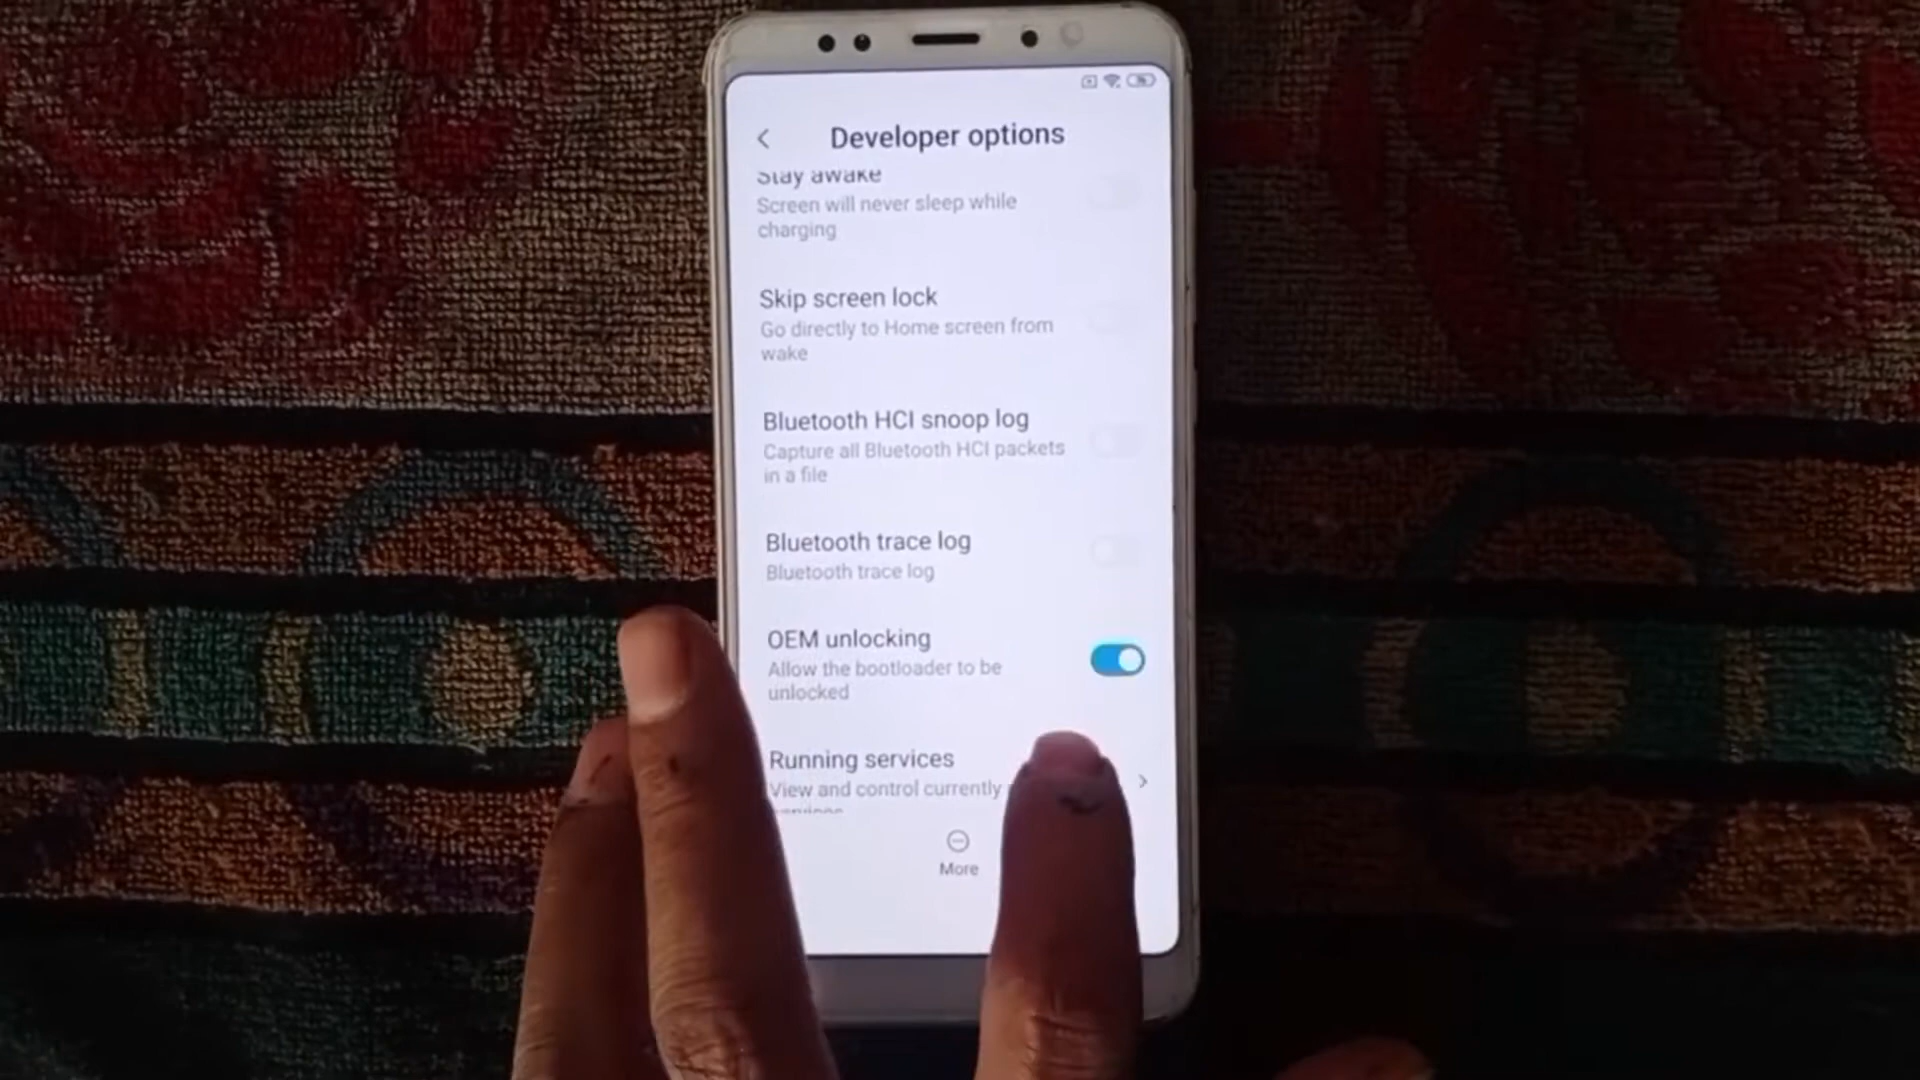 Developer options
Stay awake
Screen will never sleep while
charging
Skip screen lock
Go directly to Home screen from
wake
Bluetooth HCI snoop log
Capture all Bluetooth HCI packets
in a file
Bluetooth trace log
Bluetooth trace log
OEM unlocking
Allow the bootloader to be
unlocked
Running services
View and control currently
More